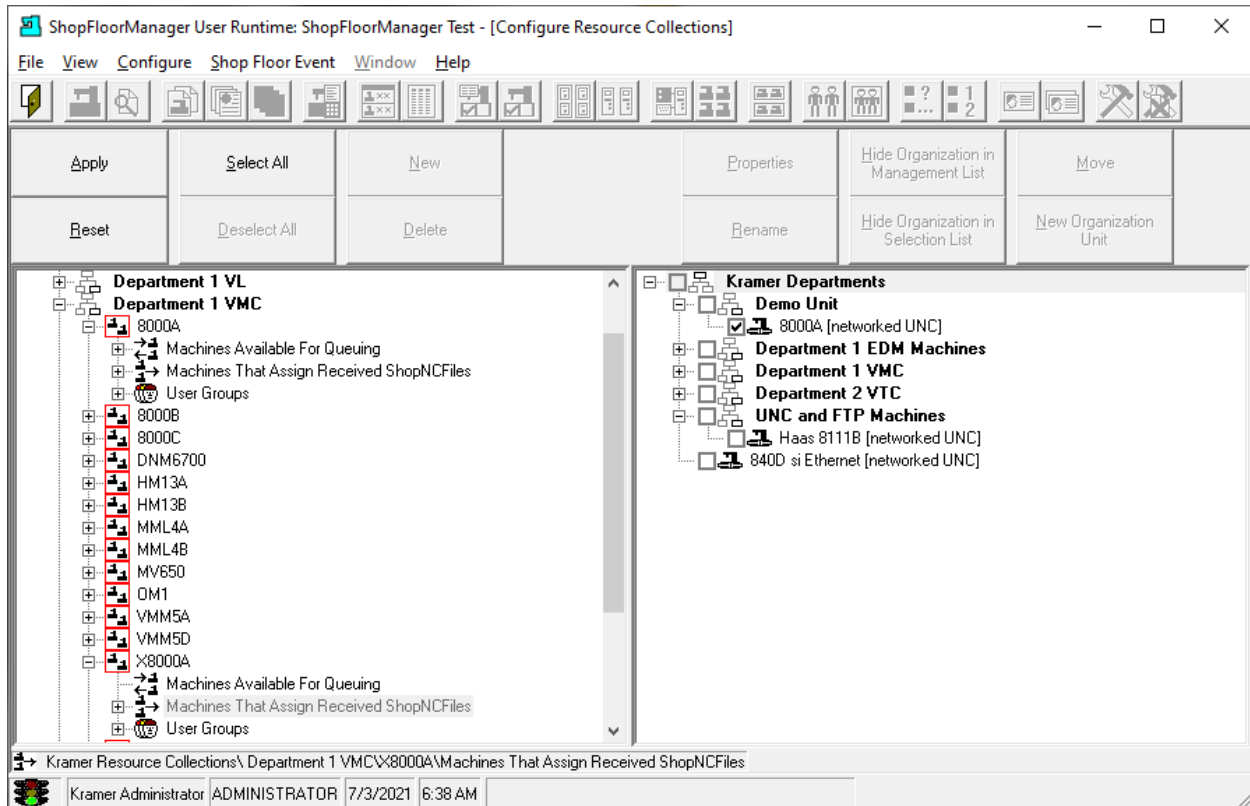 ShopFloorManager User Runtime: ShopFloorManager Test - [Configure Resource Collections]
File View Configure Shop Floor Event Window Help
Apply Select All New Properties Hide Organization in Management List Move
Reset Deselect All Delete Rename Hide Organization in Selection List New Organization Unit
Department 1 VL
Department 1 VMC
8000A
Machines Available For Queuing
Machines That Assign Received ShopNCFiles
User Groups
8000B
8000C
DNM6700
HM13A
HM13B
MML4A
MML4B
MV650
OM1
VMM5A
VMM5D
X8000A
Machines Available For Queuing
Machines That Assign Received ShopNCFiles
User Groups
Kramer Departments
Demo Unit
8000A [networked UNC]
Department 1 EDM Machines
Department 1 VMC
Department 2 VTC
UNC and FTP Machines
Haas 8111B [networked UNC]
840D si Ethernet [networked UNC]
Kramer Resource Collections\ Department 1 VMC\X8000A\Machines That Assign Received ShopNCFiles
Kramer Administrator ADMINISTRATOR 7/3/2021 6:38 AM